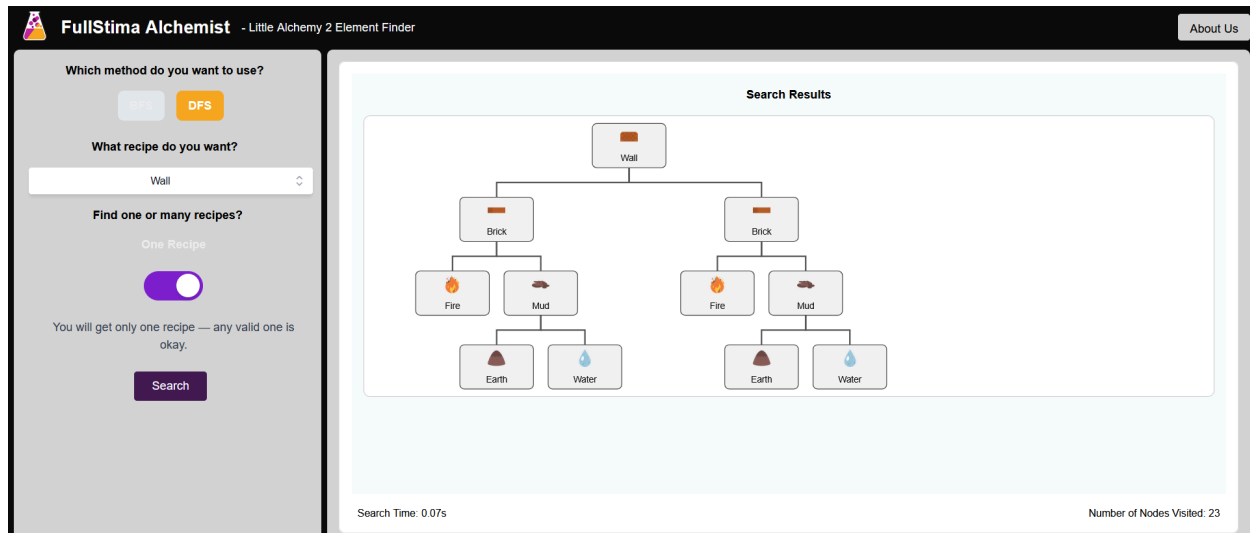 FullStima Alchemist - Little Alchemy 2 Element Finder
About Us
Which method do you want to use?
BFS DFS
What recipe do you want?
Wall
Find one or many recipes?
One Recipe
You will get only one recipe — any valid one is
okay.
Search
Search Results
Wall
Brick Brick
Fire Mud Fire Mud
Earth Water Earth Water
Search Time: 0.07s
Number of Nodes Visited: 23